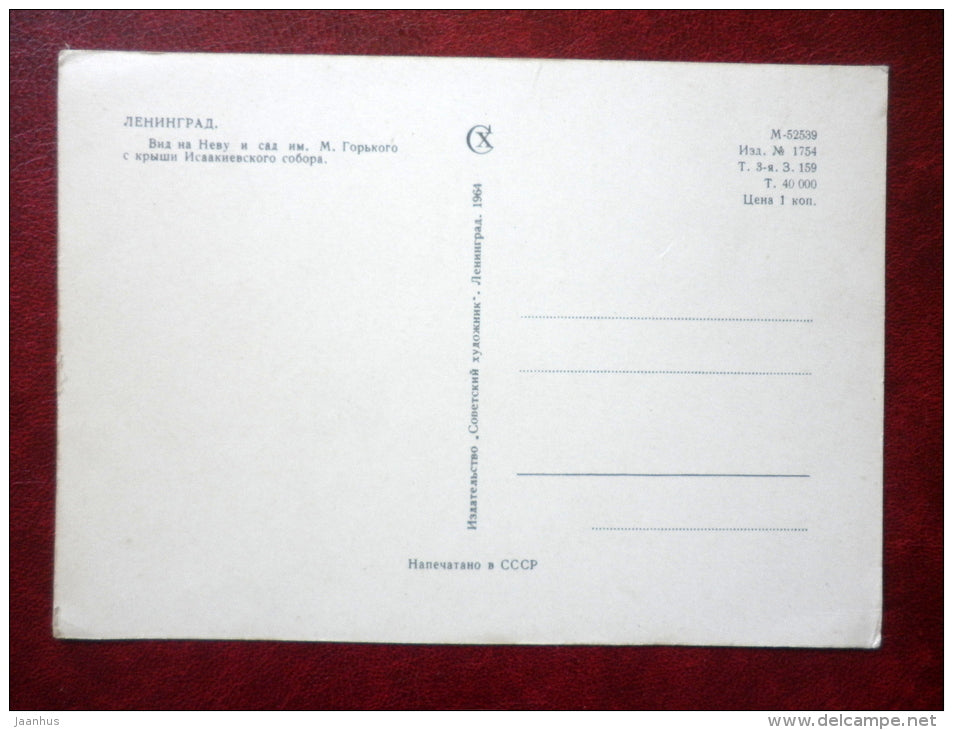 ЛЕНИНГРАД.
Вид на Неву и сад им. М. Горького
с крыши Исаакиевского собора.
СХ
М-52539
Изд. № 1754
Т. 3-я. З. 159
Т. 40 000
Цена 1 коп.
Издательство „Советский художник“. Ленинград. 1964
Напечатано в СССР
jaanhus
www.delcampe.net